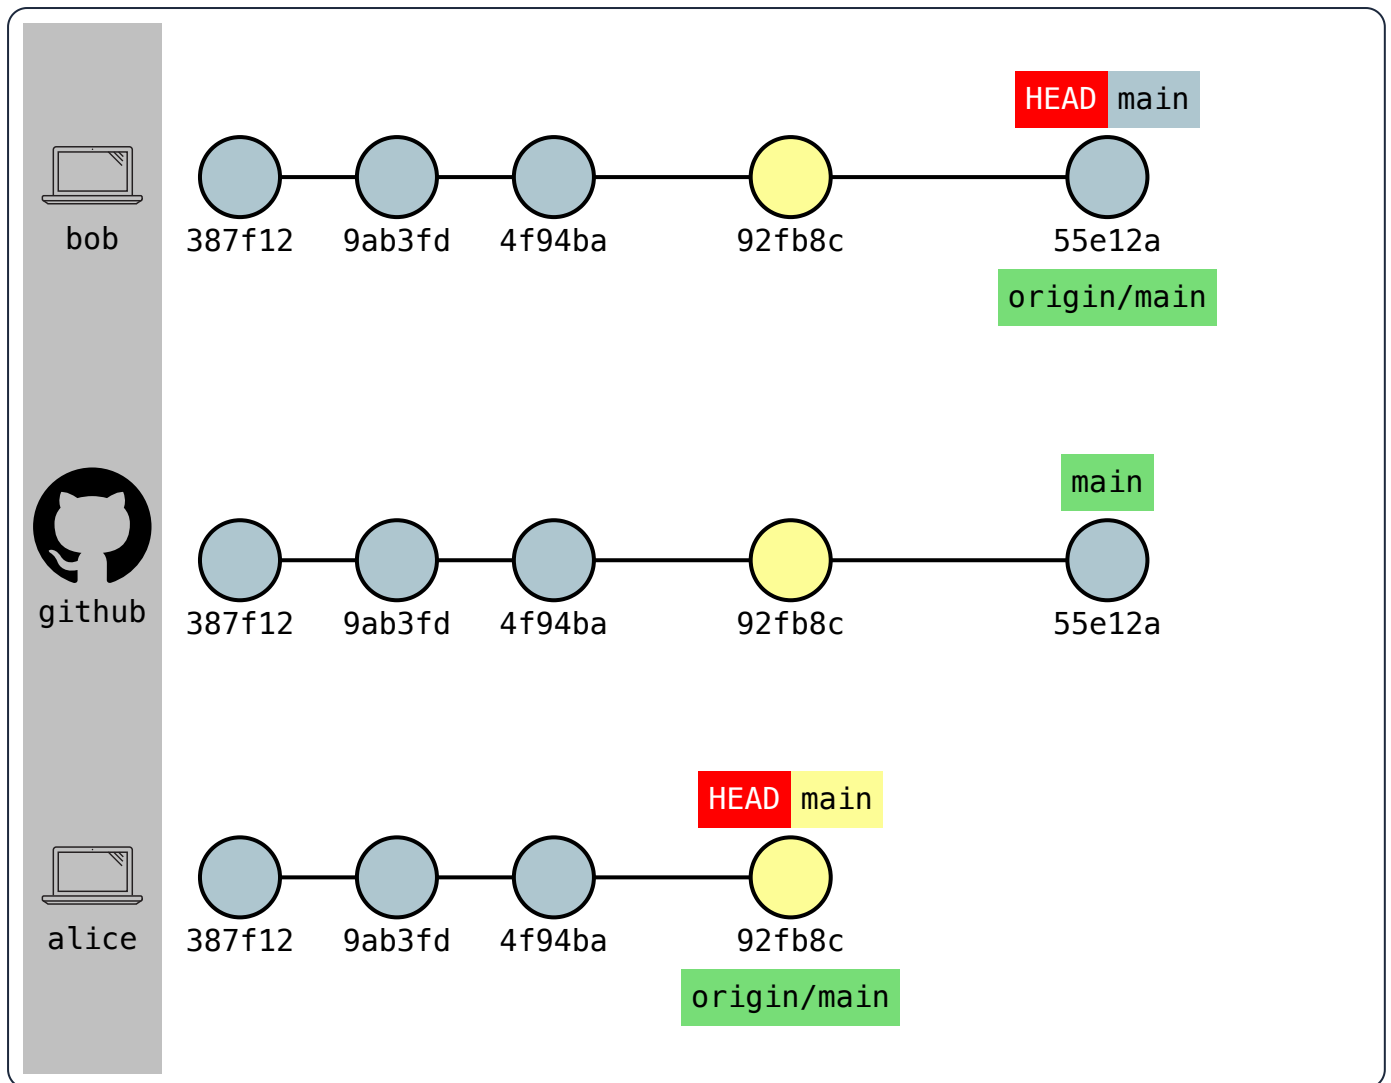 HEAD main
bob
387f12 9ab3fd 4f94ba 92fb8c 55e12a
origin/main
main
github
387f12 9ab3fd 4f94ba 92fb8c 55e12a
HEAD main
alice
387f12 9ab3fd 4f94ba 92fb8c
origin/main